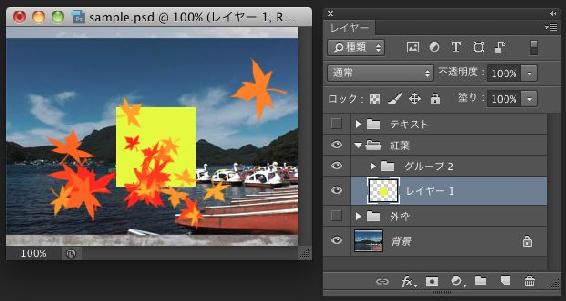 sample.psd @ 100% (レイヤー 1, R...
100%
レイヤー
種類
通常
不透明度： 100%
ロック：
塗り： 100%
テキスト
紅葉
グループ 2
レイヤー 1
外枠
背景